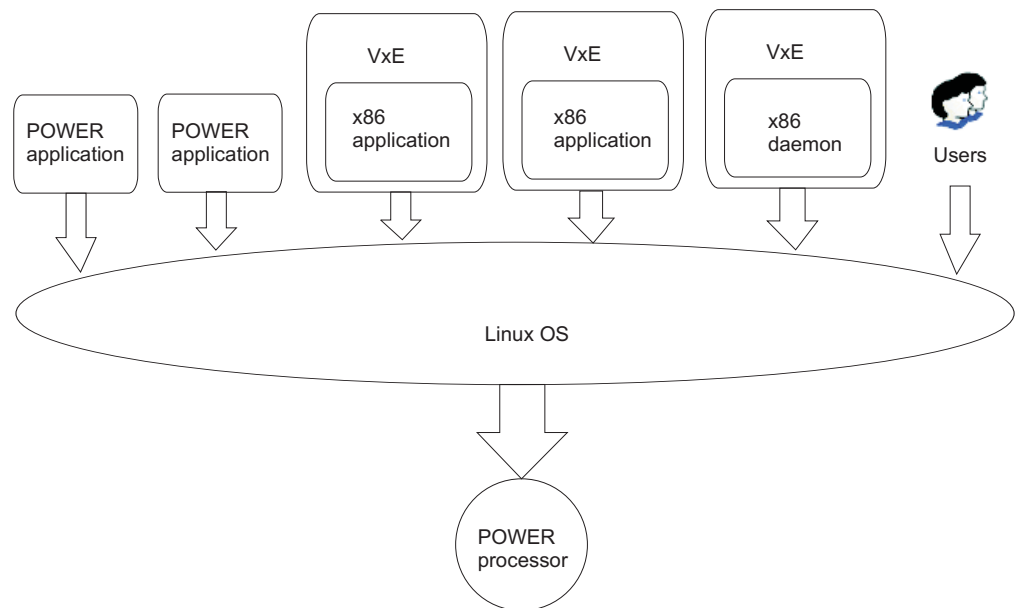 POWER
application
POWER
application
VxE
x86
application
VxE
x86
application
VxE
x86
daemon
Users
Linux OS
POWER
processor